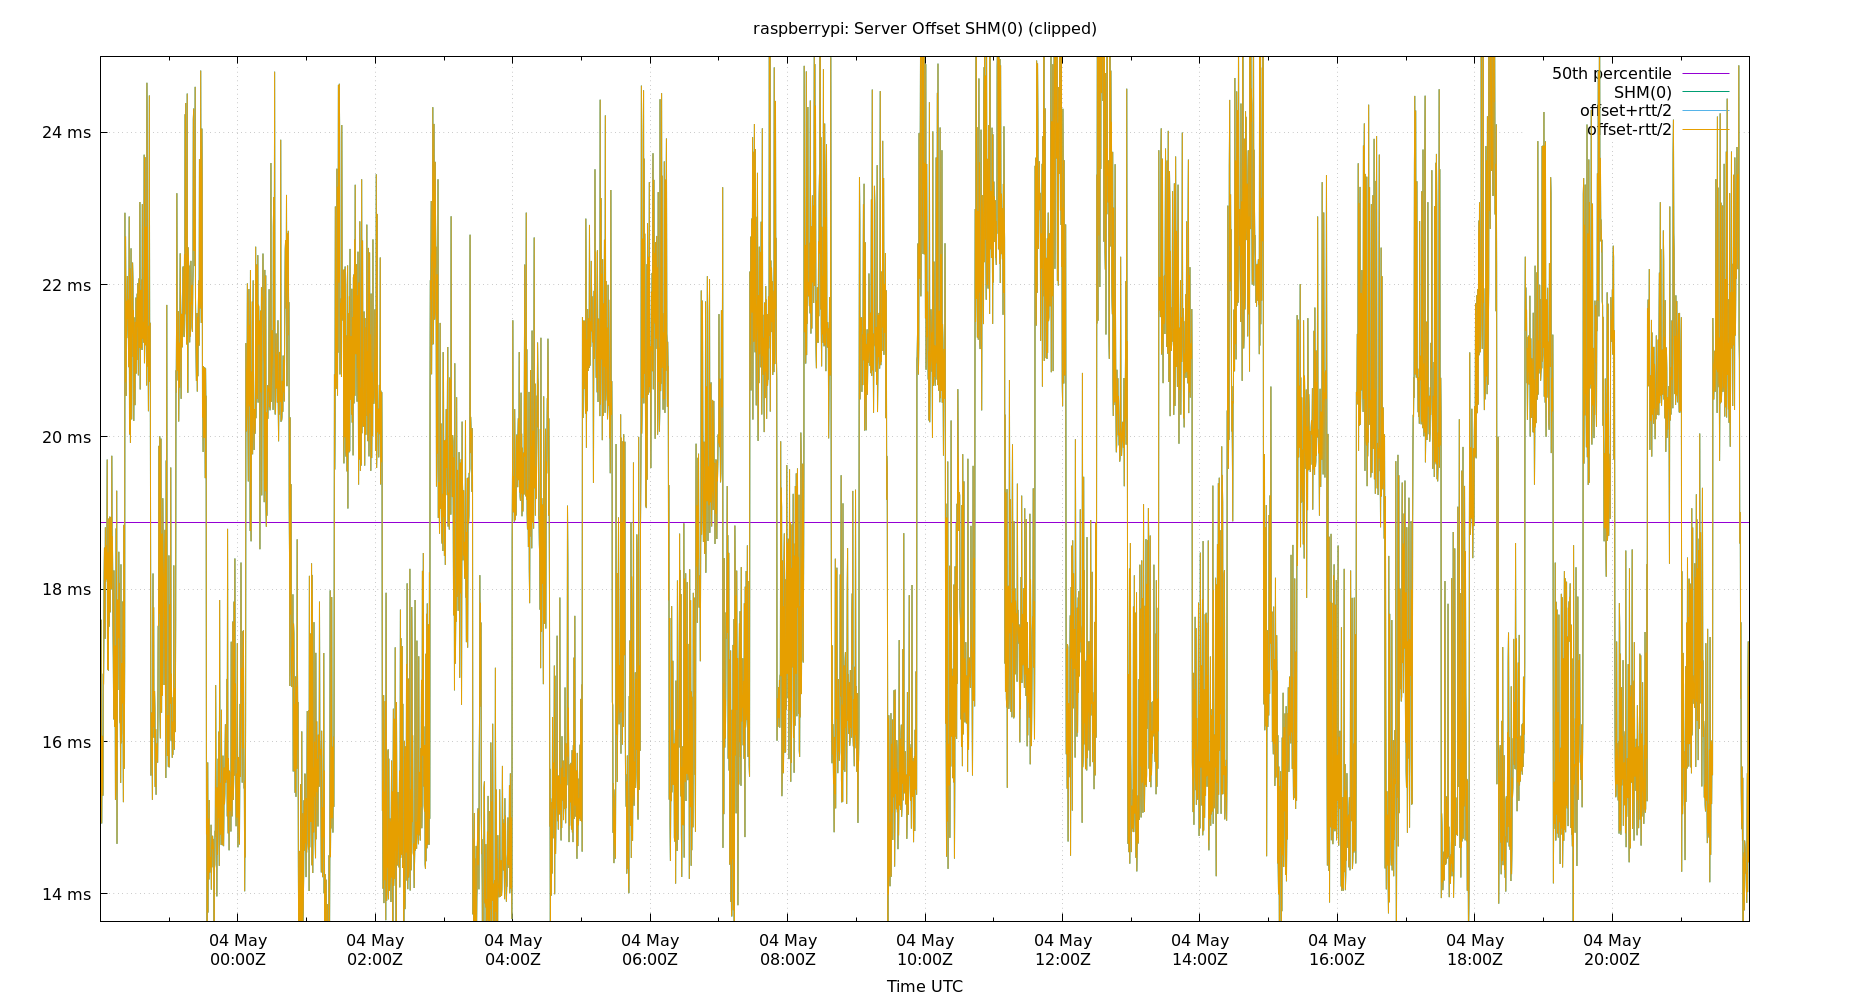 raspberrypi: Server Offset SHM(0) (clipped)
50th percentile
SHM(0)
offset+rtt/2
offset-rtt/2
24 ms
22 ms
20 ms
18 ms
16 ms
14 ms
04 May 04 May 04 May 04 May 04 May 04 May 04 May 04 May 04 May 04 May 04 May
00:00Z 02:00Z 04:00Z 06:00Z 08:00Z 10:00Z 12:00Z 14:00Z 16:00Z 18:00Z 20:00Z
Time UTC